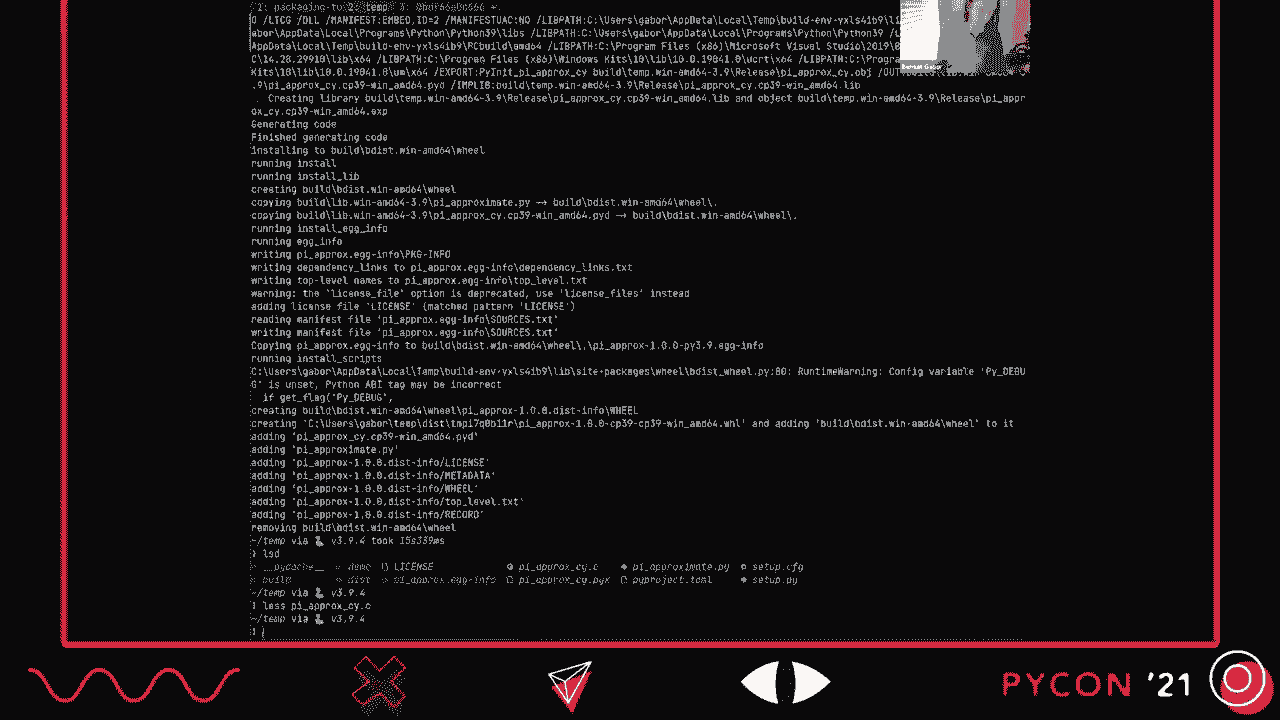 O /LTCG /DLL /MANIFEST:EMBED,ID=2 /MANIFESTUAC:NO /LIBPATH:C:\Users\gabor\AppData\Local\Temp\build-env-yxls4ib9\li
abor\AppData\Local\Programs\Python\Python39\libs /LIBPATH:C:\Users\gabor\AppData\Local\Programs\Python\Python39 /L
AppData\Local\Temp\build-env-yxls4ib9\PCbuild\amd64 /LIBPATH:C:\Program Files (x86)\Microsoft Visual Studio\2019\B
C\14.28.29910\lib\x64 /LIBPATH:C:\Program Files (x86)\Windows Kits\10\lib\10.0.19041.0\ucrt\x64 /LIBPATH:C:\Program
Kits\10\lib\10.0.19041.0\um\x64 /EXPORT:PyInit_pi_approx_cy build\temp.win-amd64-3.9\Release\pi_approx_cy.obj
.9\pi_approx_cy.cp39-win_amd64.pyd /IMPLIB:build\temp.win-amd64-3.9\Release\pi_approx_cy.cp39-win_amd64.lib
Creating library build\temp.win-amd64-3.9\Release\pi_approx_cy.cp39-win_amd64.lib and object build\temp.win-amd64-3.9\Release\pi_appr
ox_cy.cp39-win_amd64.exp
Generating code
Finished generating code
installing to build\bdist.win-amd64\wheel
running install
running install_lib
creating build\bdist.win-amd64\wheel
copying build\lib.win-amd64-3.9\pi_approximate.py → build\bdist.win-amd64\wheel\.
copying build\lib.win-amd64-3.9\pi_approx_cy.cp39-win_amd64.pyd → build\bdist.win-amd64\wheel\.
running install_egg_info
running egg_info
writing pi_approx.egg-info\PKG-INFO
writing dependency_links to pi_approx.egg-info\dependency_links.txt
writing top-level names to pi_approx.egg-info\top_level.txt
warning: the 'license_file' option is deprecated, use 'license_files' instead
adding license file 'LICENSE' (matched pattern 'LICENSE')
reading manifest file 'pi_approx.egg-info\SOURCES.txt'
writing manifest file 'pi_approx.egg-info\SOURCES.txt'
Copying pi_approx.egg-info to build\bdist.win-amd64\wheel\.\pi_approx-1.0.0-py3.9.egg-info
running install_scripts
C:\Users\gabor\AppData\Local\Temp\build-env-yxls4ib9\lib\site-packages\wheel\bdist_wheel.py:80: RuntimeWarning: Config variable 'Py_DEBU
G' is unset, Python ABI tag may be incorrect
if get_flag('Py_DEBUG',
creating build\bdist.win-amd64\wheel\pi_approx-1.0.0.dist-info\WHEEL
creating 'C:\Users\gabor\temp\dist\tmpi7q0b11r\pi_approx-1.0.0-cp39-cp39-win_amd64.whl' and adding 'build\bdist.win-amd64\wheel' to it
adding 'pi_approx_cy.cp39-win_amd64.pyd'
adding 'pi_approximate.py'
adding 'pi_approx-1.0.0.dist-info/LICENSE'
adding 'pi_approx-1.0.0.dist-info/METADATA'
adding 'pi_approx-1.0.0.dist-info/WHEEL'
adding 'pi_approx-1.0.0.dist-info/top_level.txt'
adding 'pi_approx-1.0.0.dist-info/RECORD'
removing build\bdist.win-amd64\wheel
~/temp via v3.9.4 took 15s339ms
❯ lsd
__pycache__ demo LICENSE pi_approx_cy.c pi_approximate.py setup.cfg
build dist pi_approx.egg-info pi_approx_cy.pyx pyproject.toml setup.py
~/temp via v3.9.4
❯ less pi_approx_cy.c
~/temp via v3.9.4
❯
PYCON '21